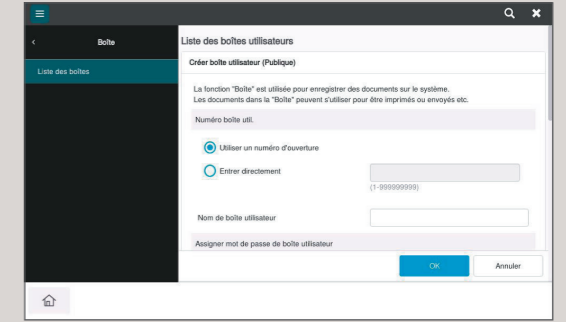 Boîte
Liste des boîtes
Liste des boîtes utilisateurs
Créer boîte utilisateur (Publique)
La fonction "Boîte" est utilisée pour enregistrer des documents sur le système.
Les documents dans la "Boîte" peuvent s'utiliser pour être imprimés ou envoyés etc.
Numéro boîte util.
Utiliser un numéro d'ouverture
Entrer directement
(1-999999999)
Nom de boîte utilisateur
Assigner mot de passe de boîte utilisateur
OK
Annuler